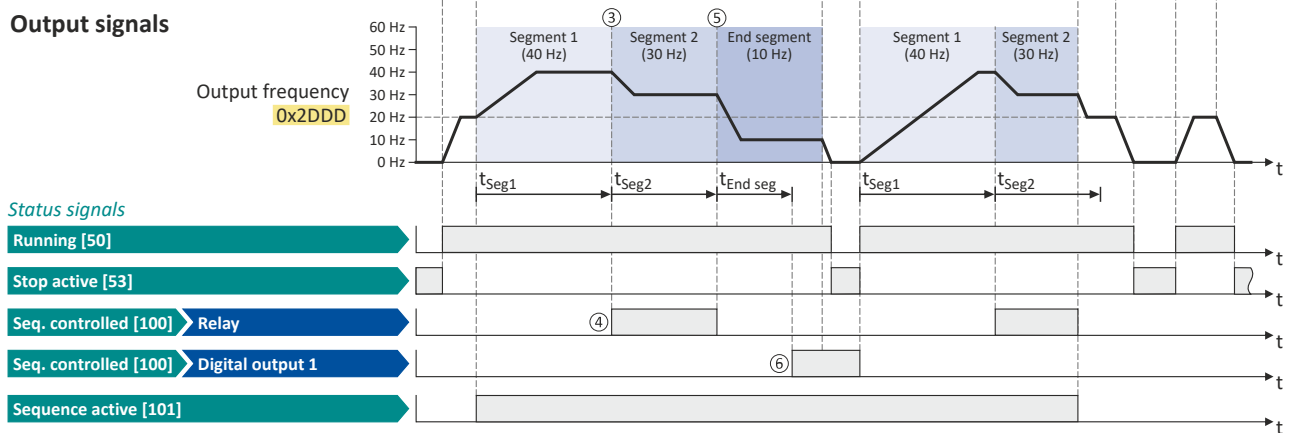 Output signals
③ ⑤
60 Hz
50 Hz
40 Hz
30 Hz
20 Hz
10 Hz
0 Hz
Output frequency
0x2DDD
Segment 1
(40 Hz)
Segment 2
(30 Hz)
End segment
(10 Hz)
Segment 1
(40 Hz)
Segment 2
(30 Hz)
t
tSeg1 tSeg2 tEnd seg tSeg1 tSeg2
Status signals
Running [50]
t
Stop active [53]
t
Seq. controlled [100] Relay ④
t
Seq. controlled [100] Digital output 1 ⑥
t
Sequence active [101]
t